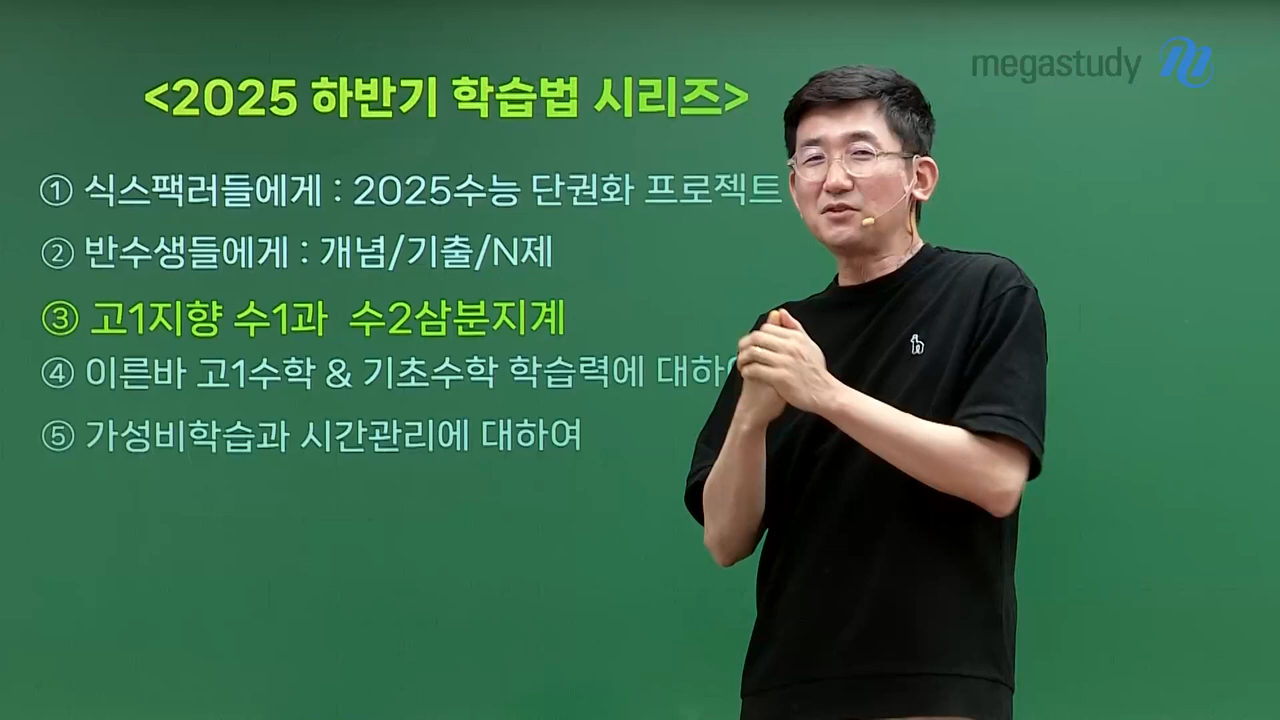 megastudy
<2025 하반기 학습법 시리즈>
① 식스팩러들에게 : 2025수능 단권화 프로젝트
② 반수생들에게 : 개념/기출/N제
③ 고1지향 수1과 수2삼분지계
④ 이른바 고1수학 & 기초수학 학습력에 대하
⑤ 가성비학습과 시간관리에 대하여